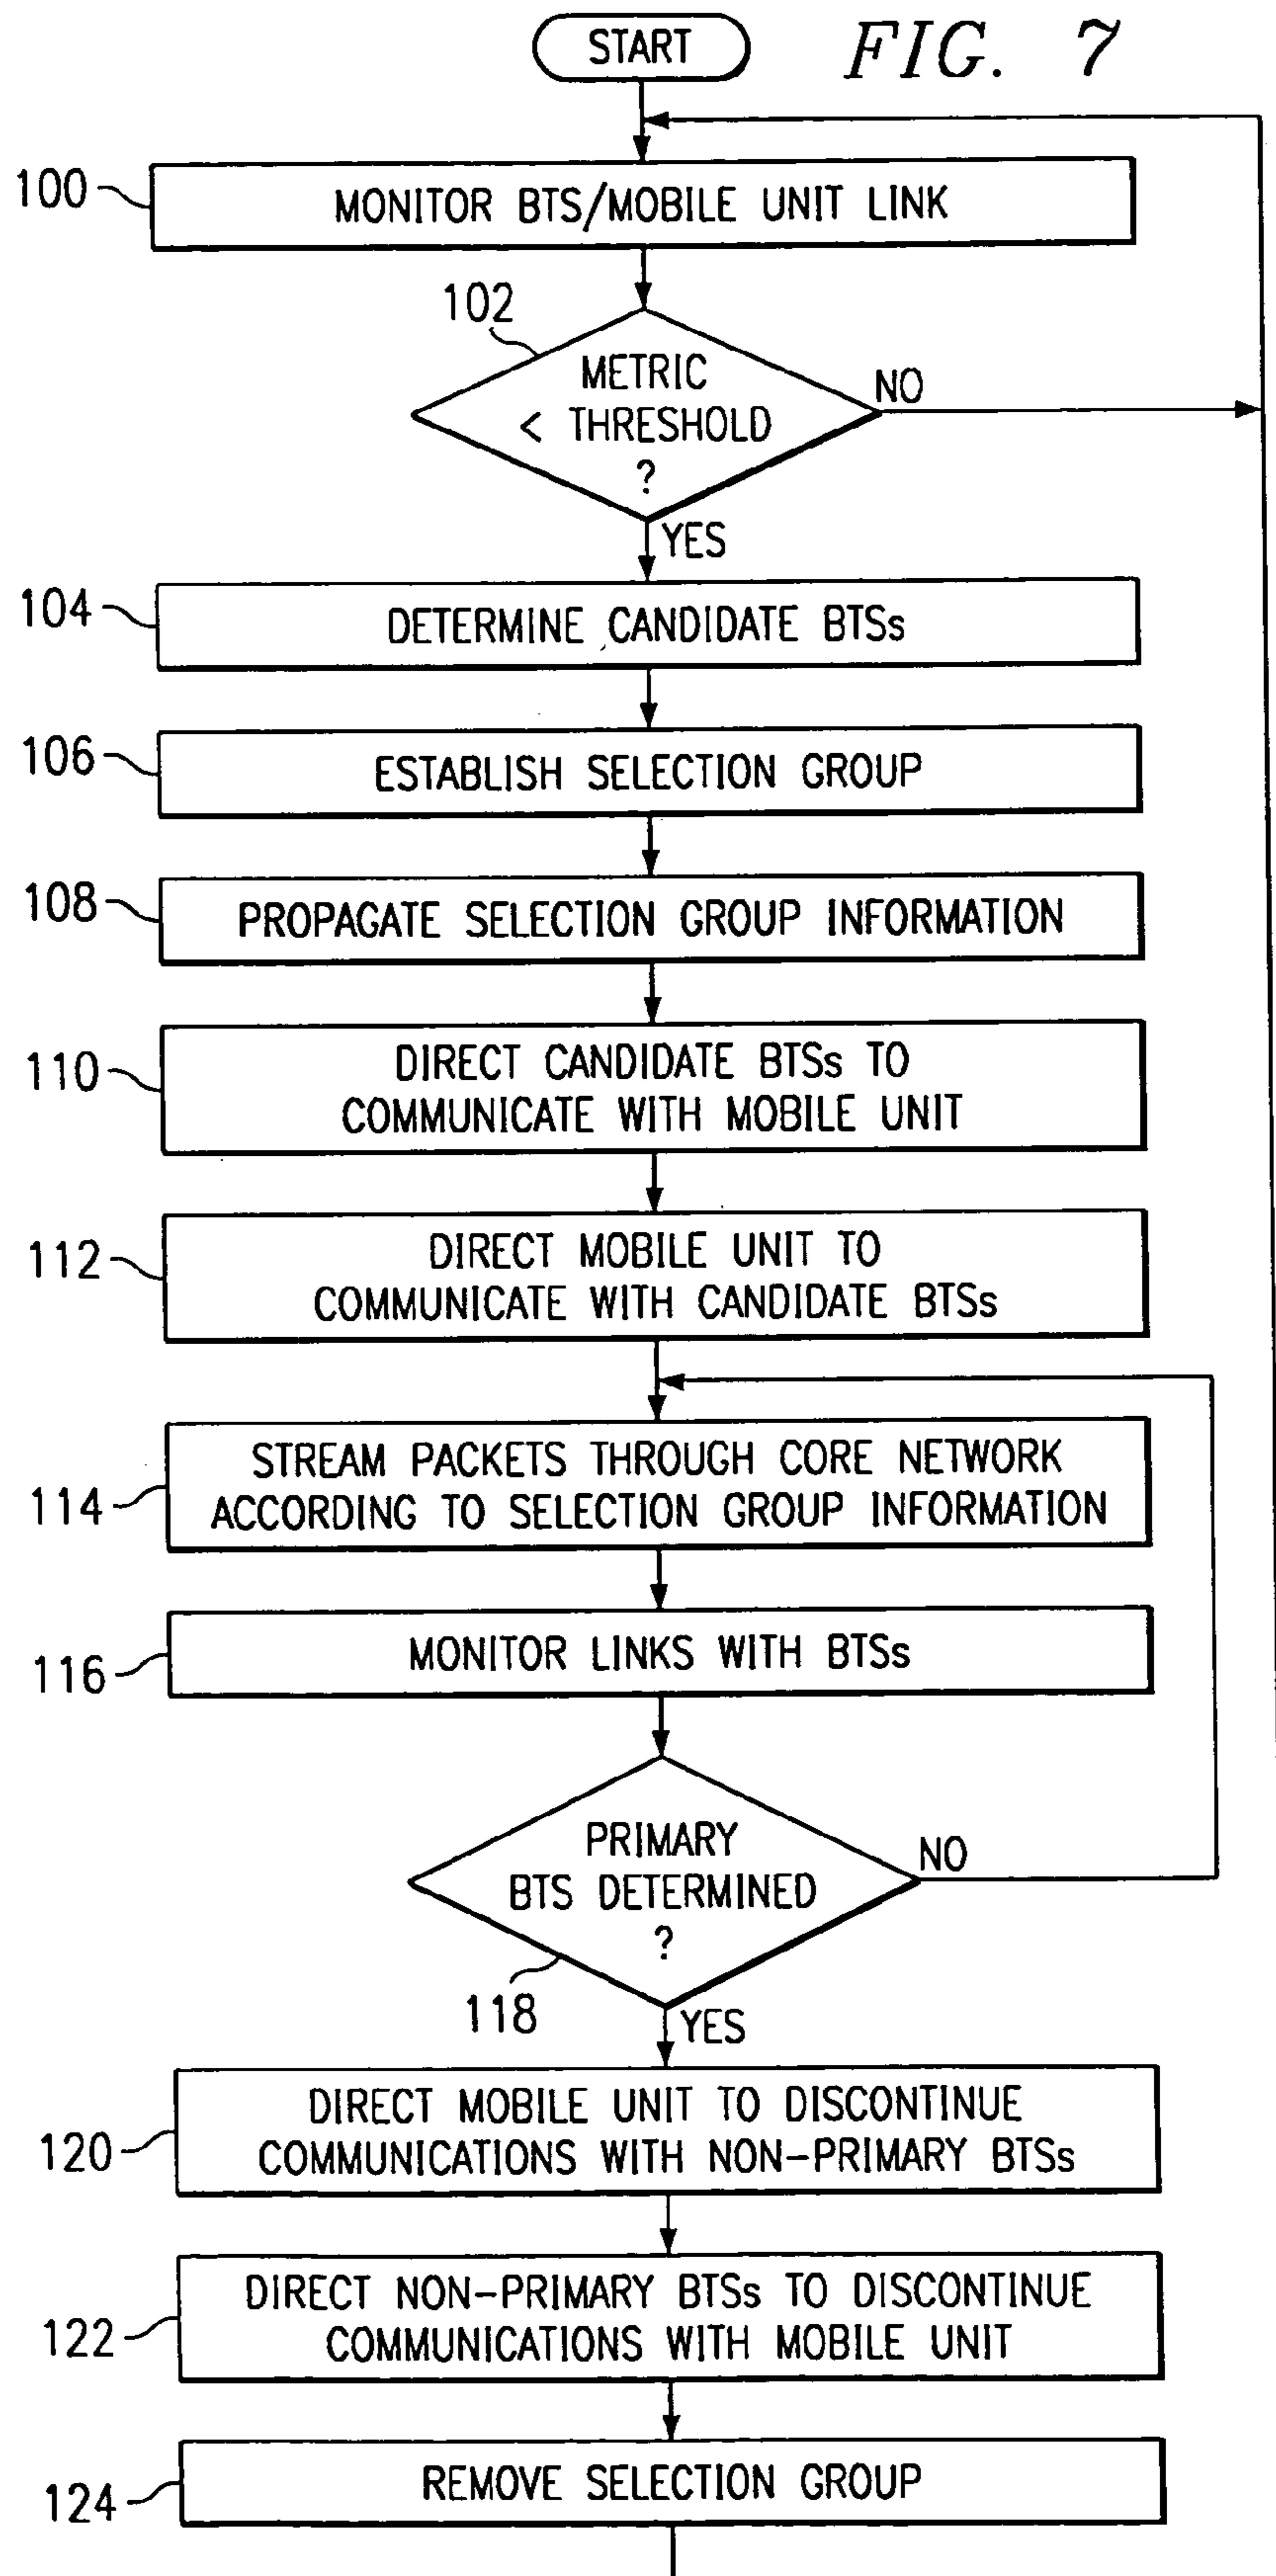 START
FIG. 7
100
MONITOR BTS/MOBILE UNIT LINK
102
METRIC
< THRESHOLD
?
NO
YES
104
DETERMINE CANDIDATE BTSs
106
ESTABLISH SELECTION GROUP
108
PROPAGATE SELECTION GROUP INFORMATION
110
DIRECT CANDIDATE BTSs TO
COMMUNICATE WITH MOBILE UNIT
112
DIRECT MOBILE UNIT TO
COMMUNICATE WITH CANDIDATE BTSs
114
STREAM PACKETS THROUGH CORE NETWORK
ACCORDING TO SELECTION GROUP INFORMATION
116
MONITOR LINKS WITH BTSs
PRIMARY
BTS DETERMINED
?
NO
118
YES
120
DIRECT MOBILE UNIT TO DISCONTINUE
COMMUNICATIONS WITH NON-PRIMARY BTSs
122
DIRECT NON-PRIMARY BTSs TO DISCONTINUE
COMMUNICATIONS WITH MOBILE UNIT
124
REMOVE SELECTION GROUP